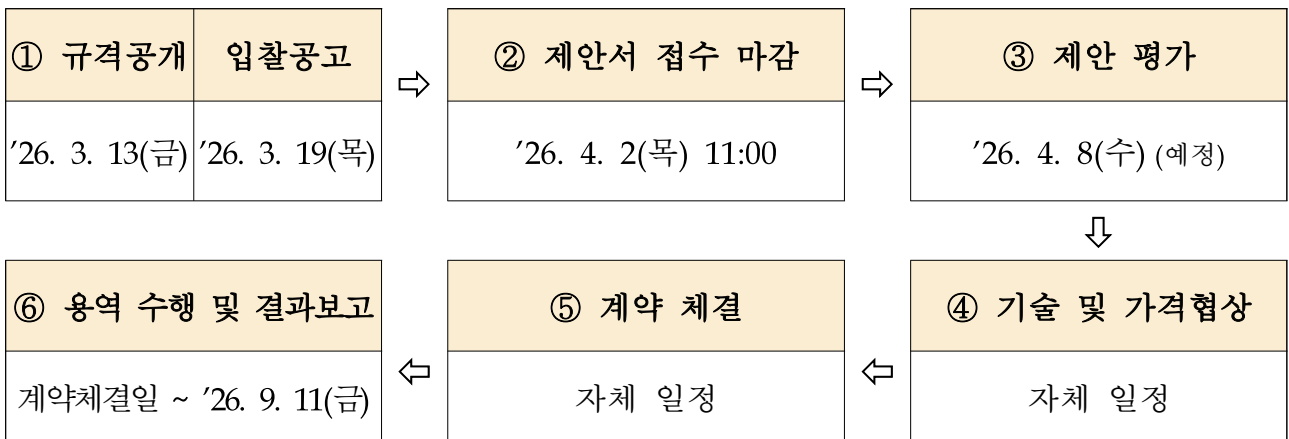 ① 규격공개 입찰공고
'26. 3. 13(금) '26. 3. 19(목)
② 제안서 접수 마감
'26. 4. 2(목) 11:00
③ 제안 평가
'26. 4. 8(수) (예정)
④ 기술 및 가격협상
자체 일정
⑤ 계약 체결
자체 일정
⑥ 용역 수행 및 결과보고
계약체결일 ~ '26. 9. 11(금)